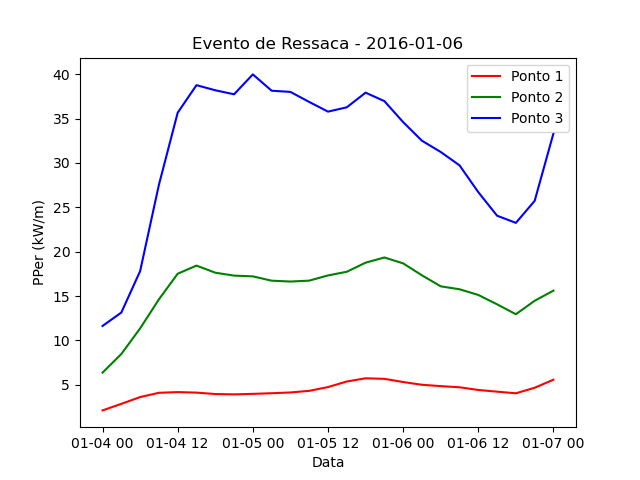 Evento de Ressaca - 2016-01-06
Ponto 1
Ponto 2
Ponto 3
PPer (kW/m)
40
35
30
25
20
15
10
5
01-04 00 01-04 12 01-05 00 01-05 12 01-06 00 01-06 12 01-07 00
Data